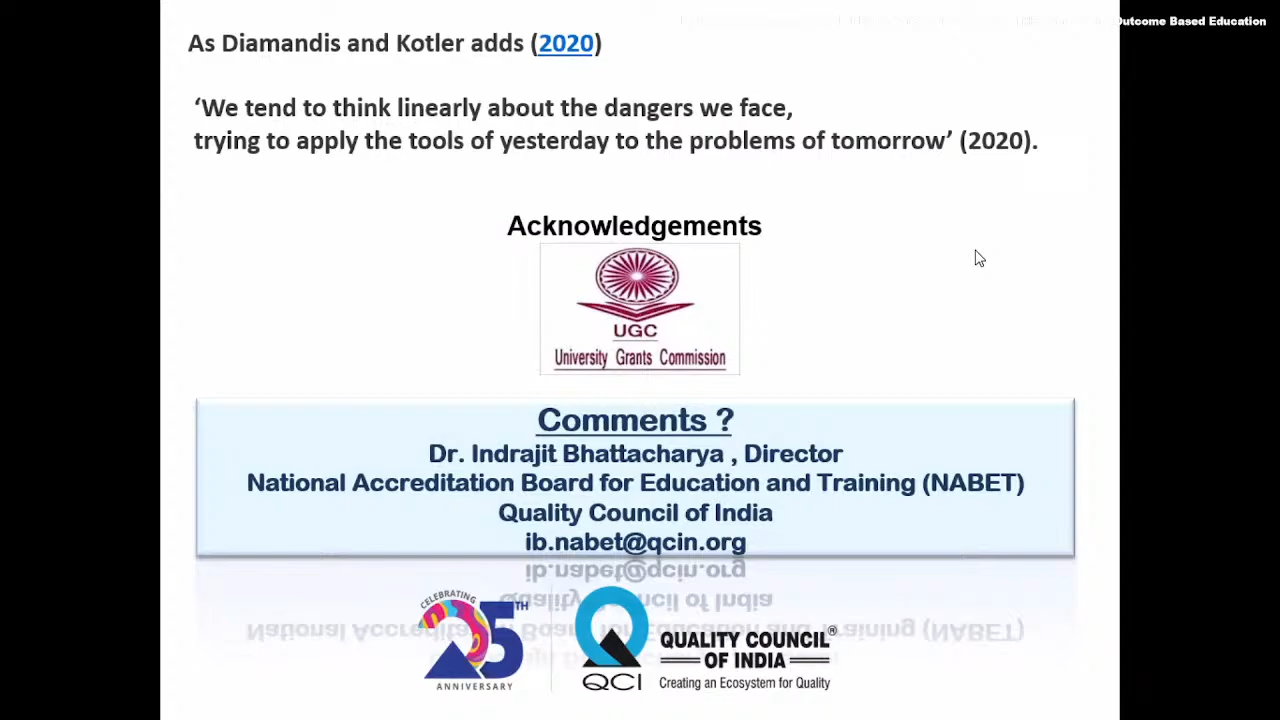 Outcome Based Education
As Diamandis and Kotler adds (2020)
‘We tend to think linearly about the dangers we face,
trying to apply the tools of yesterday to the problems of tomorrow’ (2020).
Acknowledgements
UGC
University Grants Commission
Comments ?
Dr. Indrajit Bhattacharya , Director
National Accreditation Board for Education and Training (NABET)
Quality Council of India
ib.nabet@qcin.org
CELEBRATING
25TH
ANNIVERSARY
QCI
QUALITY COUNCIL®
OF INDIA
Creating an Ecosystem for Quality